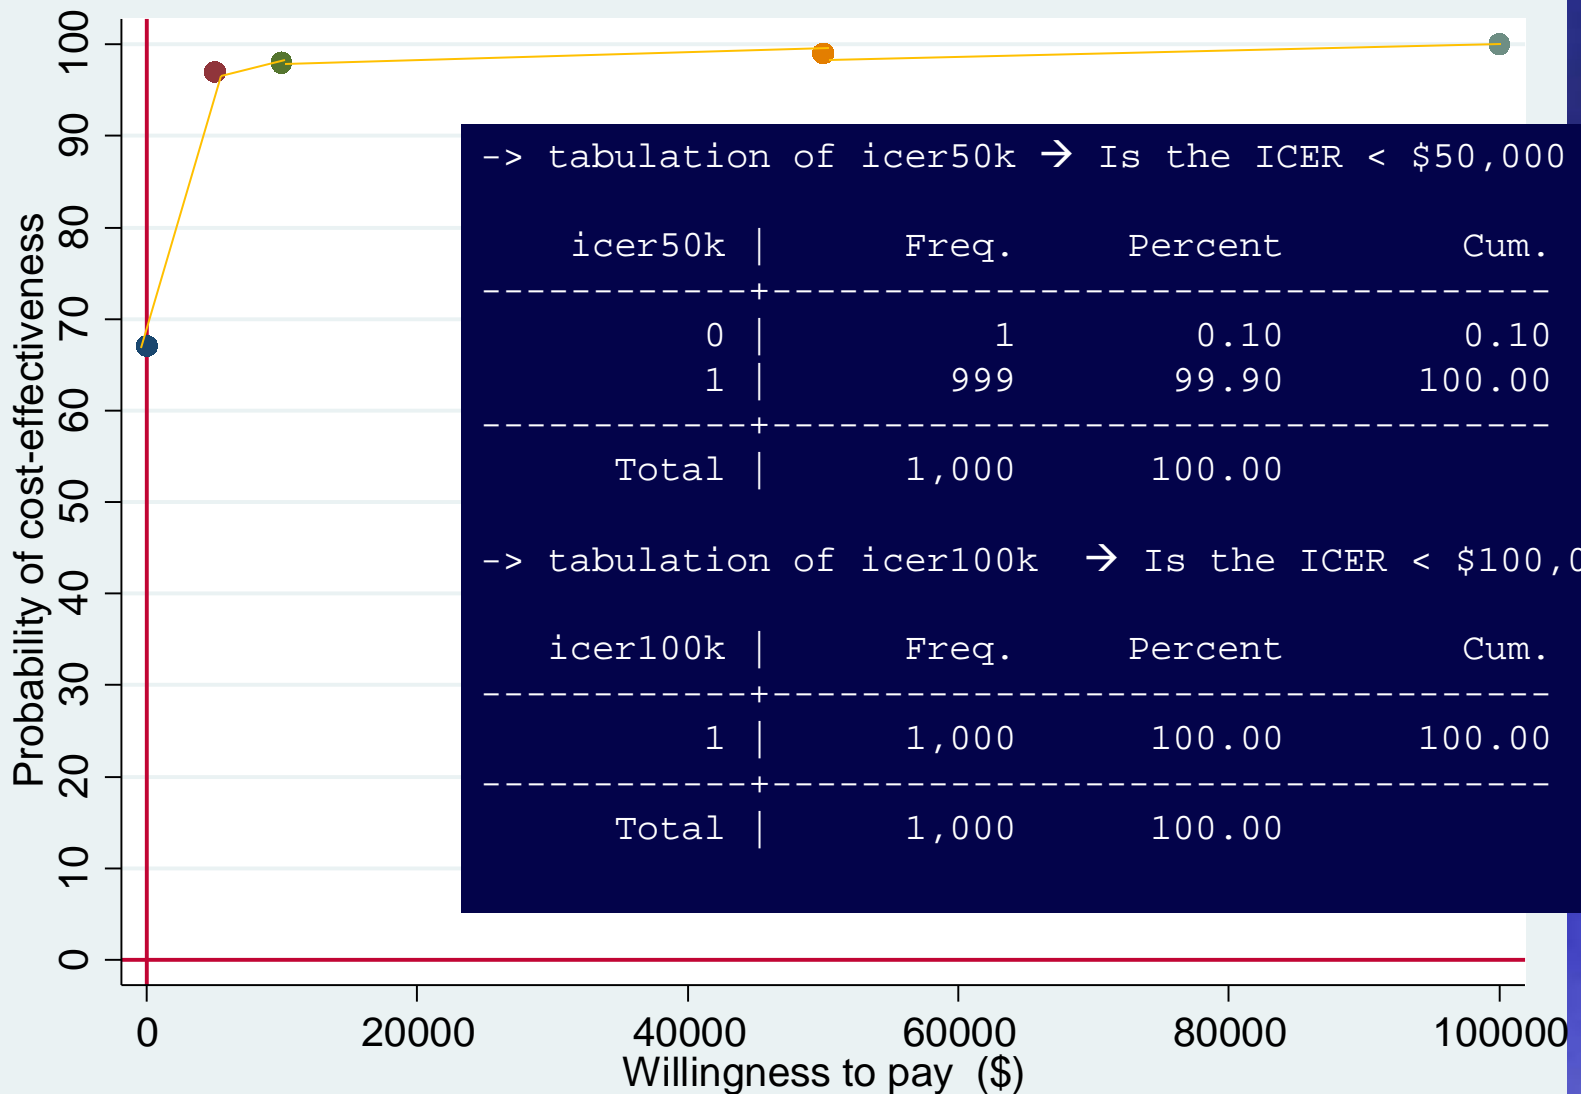 Probability of cost-effectiveness
100
90
80
70
60
50
40
30
20
10
0
-> tabulation of icer50k → Is the ICER < $50,000
icer50k | Freq. Percent Cum.
------------+-----------------------------------
0 | 1 0.10 0.10
1 | 999 99.90 100.00
------------+-----------------------------------
Total | 1,000 100.00
-> tabulation of icer100k → Is the ICER < $100,0
icer100k | Freq. Percent Cum.
------------+-----------------------------------
1 | 1,000 100.00 100.00
------------+-----------------------------------
Total | 1,000 100.00
0 20000 40000 60000 80000 100000
Willingness to pay ($)